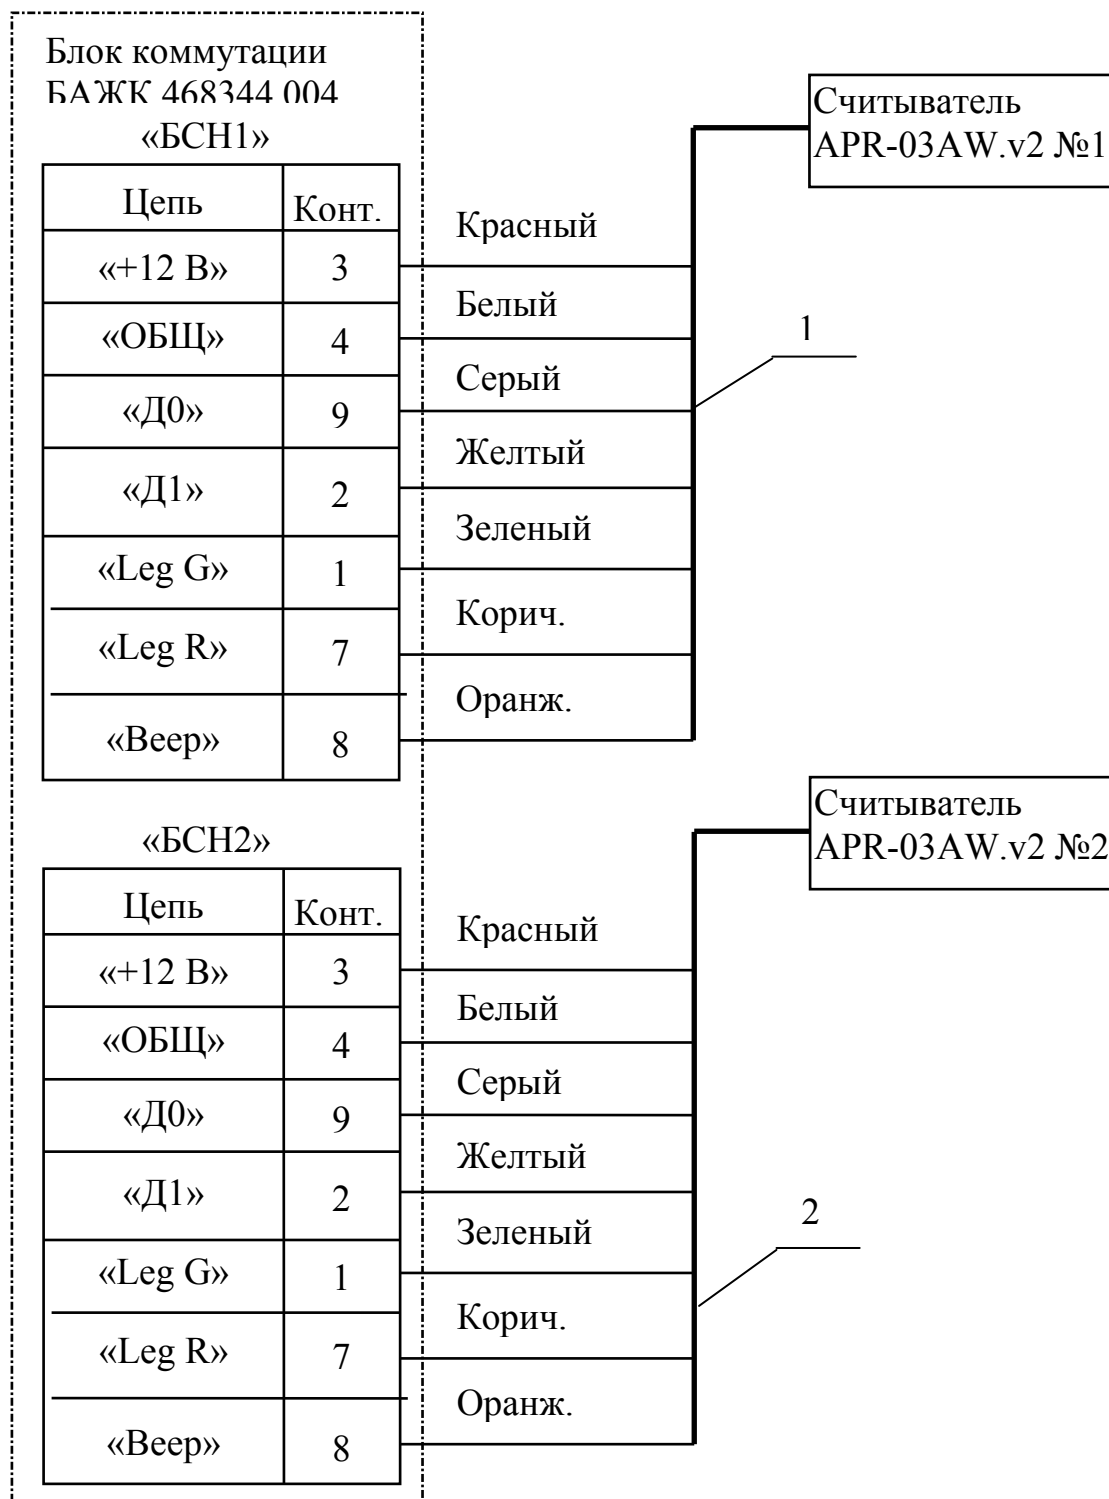 Блок коммутации
БАЖК 468344 004
«БСН1»
Цепь Конт.
«+12 В» 3 Красный
«ОБЩ» 4 Белый
«Д0» 9 Серый
«Д1» 2 Желтый
«Leg G» 1 Зеленый
«Leg R» 7 Корич.
«Beep» 8 Оранж.
Считыватель
APR-03AW.v2 №1
1
«БСН2»
Цепь Конт.
«+12 В» 3 Красный
«ОБЩ» 4 Белый
«Д0» 9 Серый
«Д1» 2 Желтый
«Leg G» 1 Зеленый
«Leg R» 7 Корич.
«Beep» 8 Оранж.
Считыватель
APR-03AW.v2 №2
2